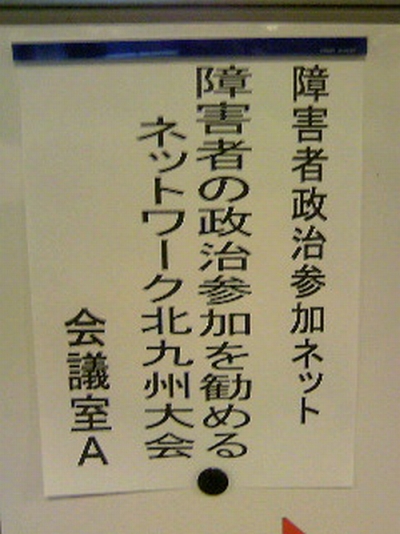 障害者政治参加ネット
障害者の政治参加を勧める
ネットワーク北九州大会
会議室A